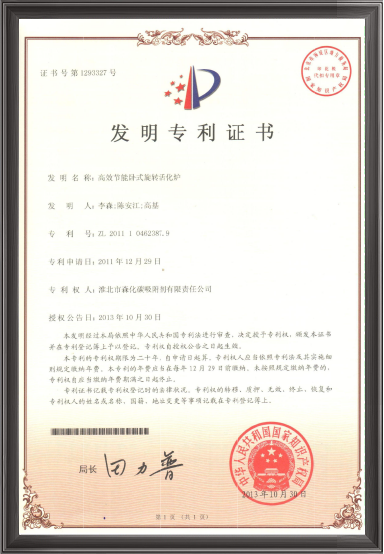 证书号第1293327号
发明专利证书
发明名称:高效节能卧式旋转活化炉
发明人:李森;陈安江;高基
专利号:ZL 2011 1 0462387.9
专利申请日:2011年12月29日
专利权人:淮北市森化碳吸附剂有限责任公司
授权公告日:2013年10月30日
本发明经过本局依照中华人民共和国专利法进行审查,决定授予专利权,颁发本证书
并在专利登记簿上予以登记。专利权自授权公告之日起生效。
本专利的专利权期限为二十年,自申请日起算。专利权人应当依照专利法及其实施细
则规定缴纳年费。本专利的年费应当在每年12月29日前缴纳。未按照规定缴纳年费的,
专利权自应当缴纳年费期满之日起终止。
专利证书记载专利权登记时的法律状况。专利权的转移、质押、无效、终止、恢复和
专利权人的姓名或名称、国籍、地址变更等事项记载在专利登记簿上。
局长 田力普
中华人民共和国国家知识产权局
2013年10月30日
第1页(共1页)